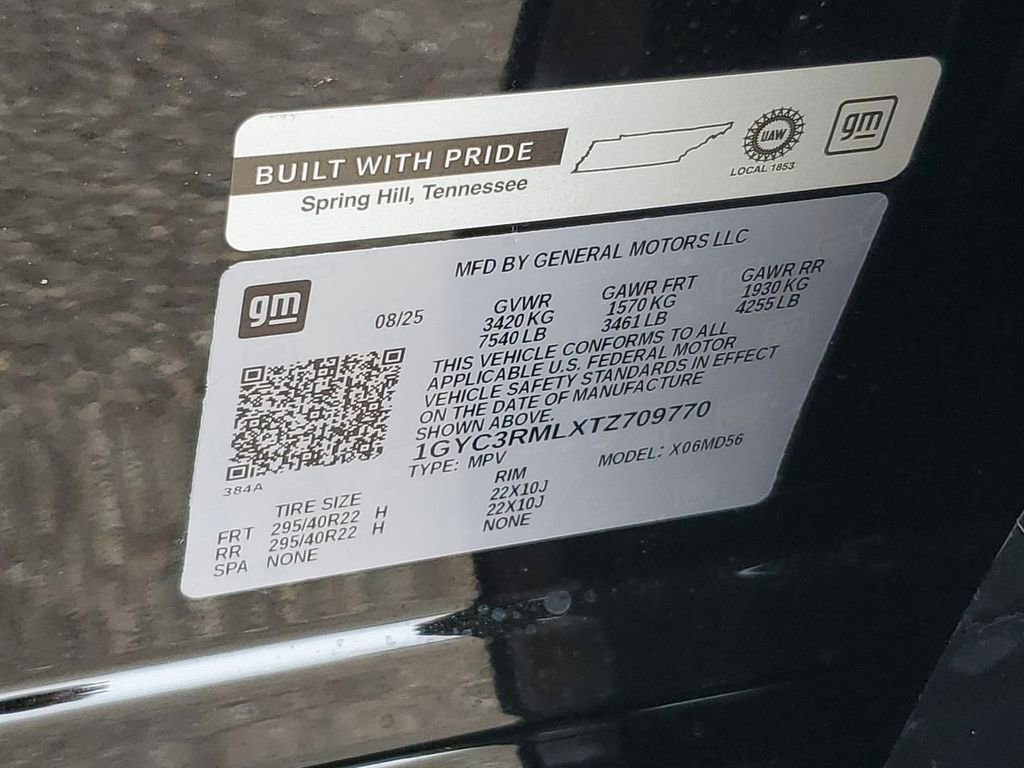 BUILT WITH PRIDE
Spring Hill, Tennessee
UAW
LOCAL 1853
gm
MFD BY GENERAL MOTORS LLC
gm
08/25
GVWR
3420 KG
7540 LB
GAWR FRT
1570 KG
3461 LB
GAWR RR
1930 KG
4255 LB
THIS VEHICLE CONFORMS TO ALL
APPLICABLE U.S. FEDERAL MOTOR
VEHICLE SAFETY STANDARDS IN EFFECT
ON THE DATE OF MANUFACTURE
SHOWN ABOVE.
1GYC3RMLXTZ709770
TYPE: MPV
MODEL: X06MD56
384A
TIRE SIZE
RIM
FRT 295/40R22 H 22X10J
RR 295/40R22 H 22X10J
SPA NONE NONE